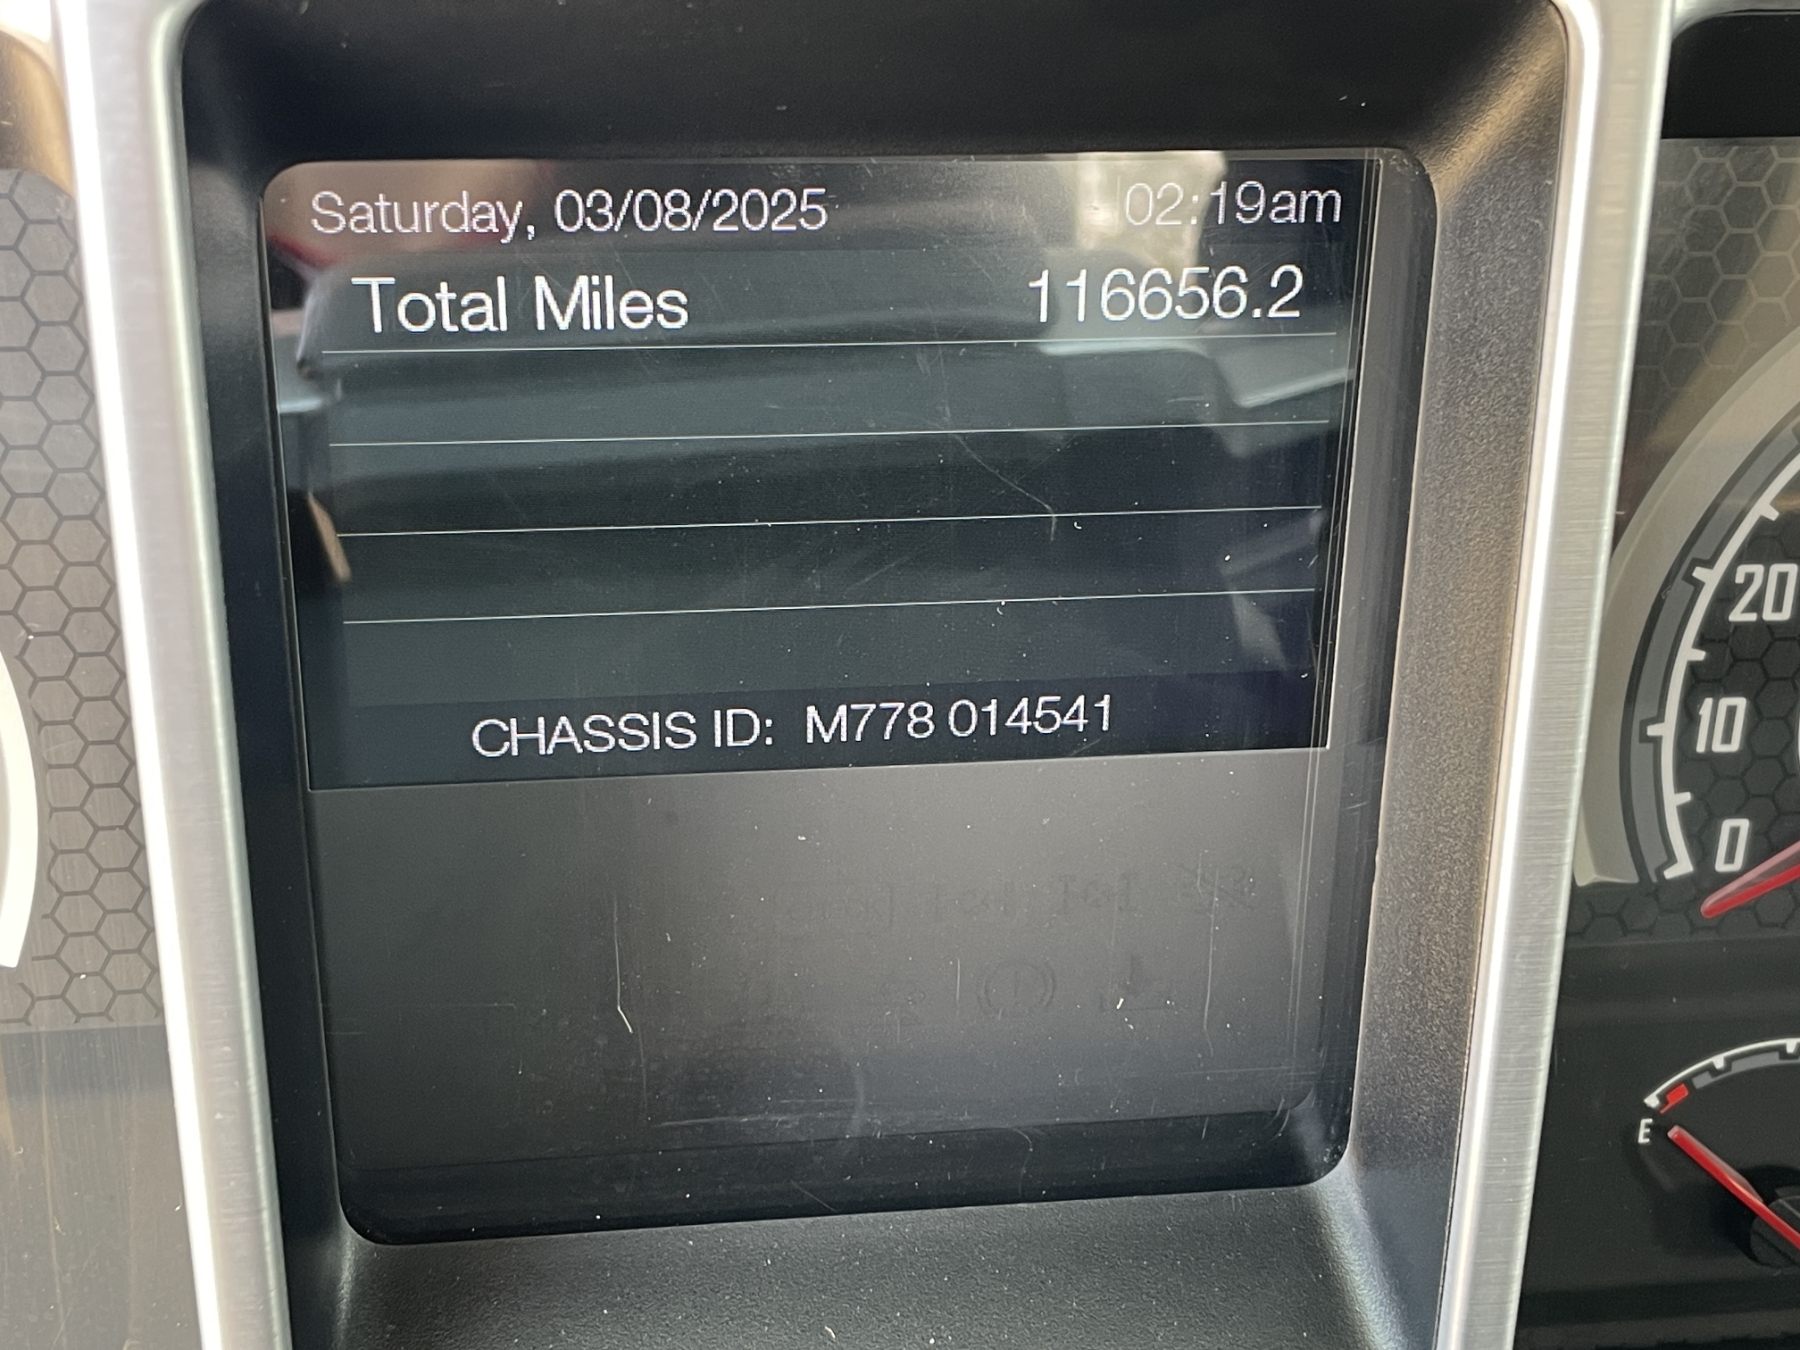 Saturday, 03/08/2025 02:19am
Total Miles 116656.2
CHASSIS ID: M778 014541
20
10
0
E